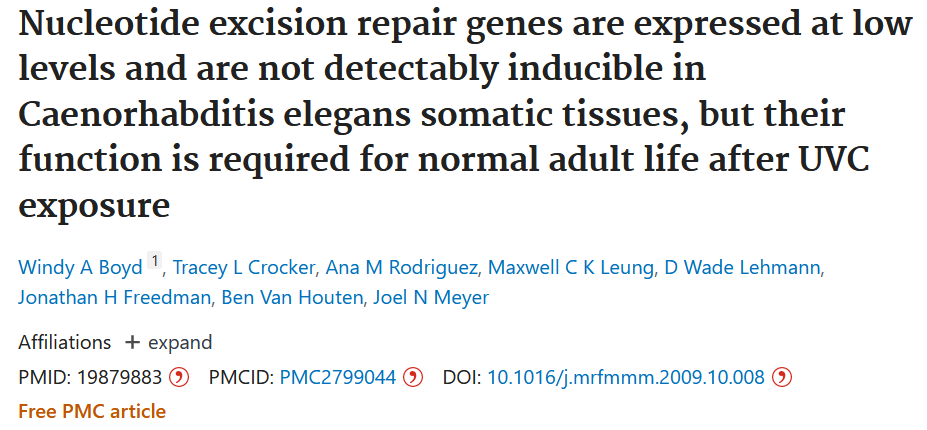 Nucleotide excision repair genes are expressed at low
levels and are not detectably inducible in
Caenorhabditis elegans somatic tissues, but their
function is required for normal adult life after UVC
exposure
Windy A Boyd 1, Tracey L Crocker, Ana M Rodriguez, Maxwell C K Leung, D Wade Lehmann,
Jonathan H Freedman, Ben Van Houten, Joel N Meyer
Affiliations + expand
PMID: 19879883 PMCID: PMC2799044 DOI: 10.1016/j.mrfmmm.2009.10.008
Free PMC article